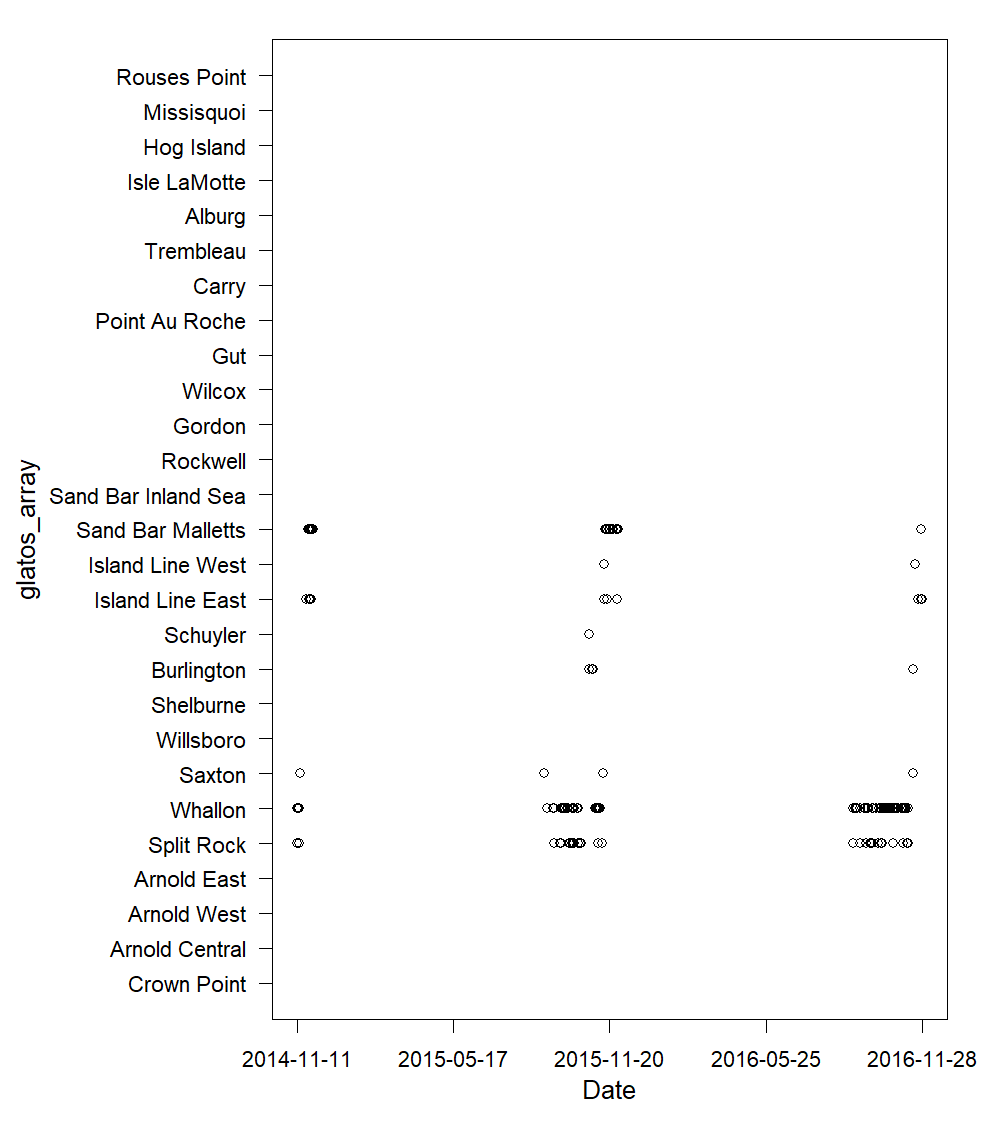 Rouses Point
Missisquoi
Hog Island
Isle LaMotte
Alburg
Trembleau
Carry
Point Au Roche
Gut
Wilcox
Gordon
Rockwell
Sand Bar Inland Sea
Sand Bar Malletts
Island Line West
Island Line East
Schuyler
Burlington
Shelburne
Willsboro
Saxton
Whallon
Split Rock
Arnold East
Arnold West
Arnold Central
Crown Point
glatos_array
2014-11-11 2015-05-17 2015-11-20 2016-05-25 2016-11-28
Date